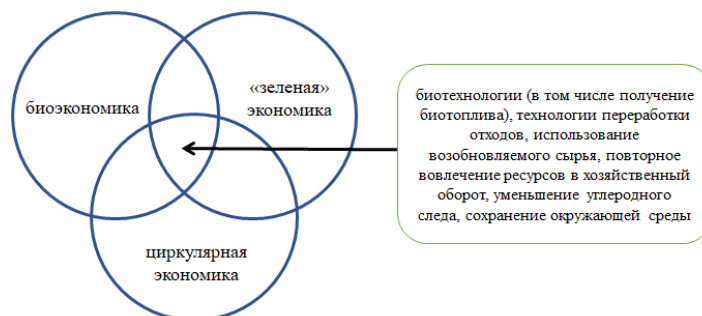 биоэкономика
«зеленая»
экономика
циркулярная
экономика
биотехнологии (в том числе получение
биотоплива), технологии переработки
отходов, использование
возобновляемого сырья, повторное
вовлечение ресурсов в хозяйственный
оборот, уменьшение углеродного
следа, сохранение окружающей среды